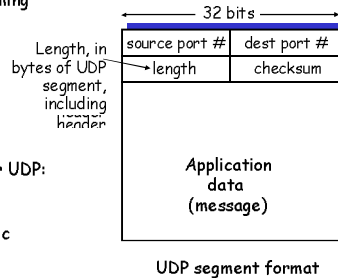 32 bits
source port # dest port #
Length, in
bytes of UDP
segment,
including
header
length checksum
UDP:
Application
data
(message)
c
UDP segment format